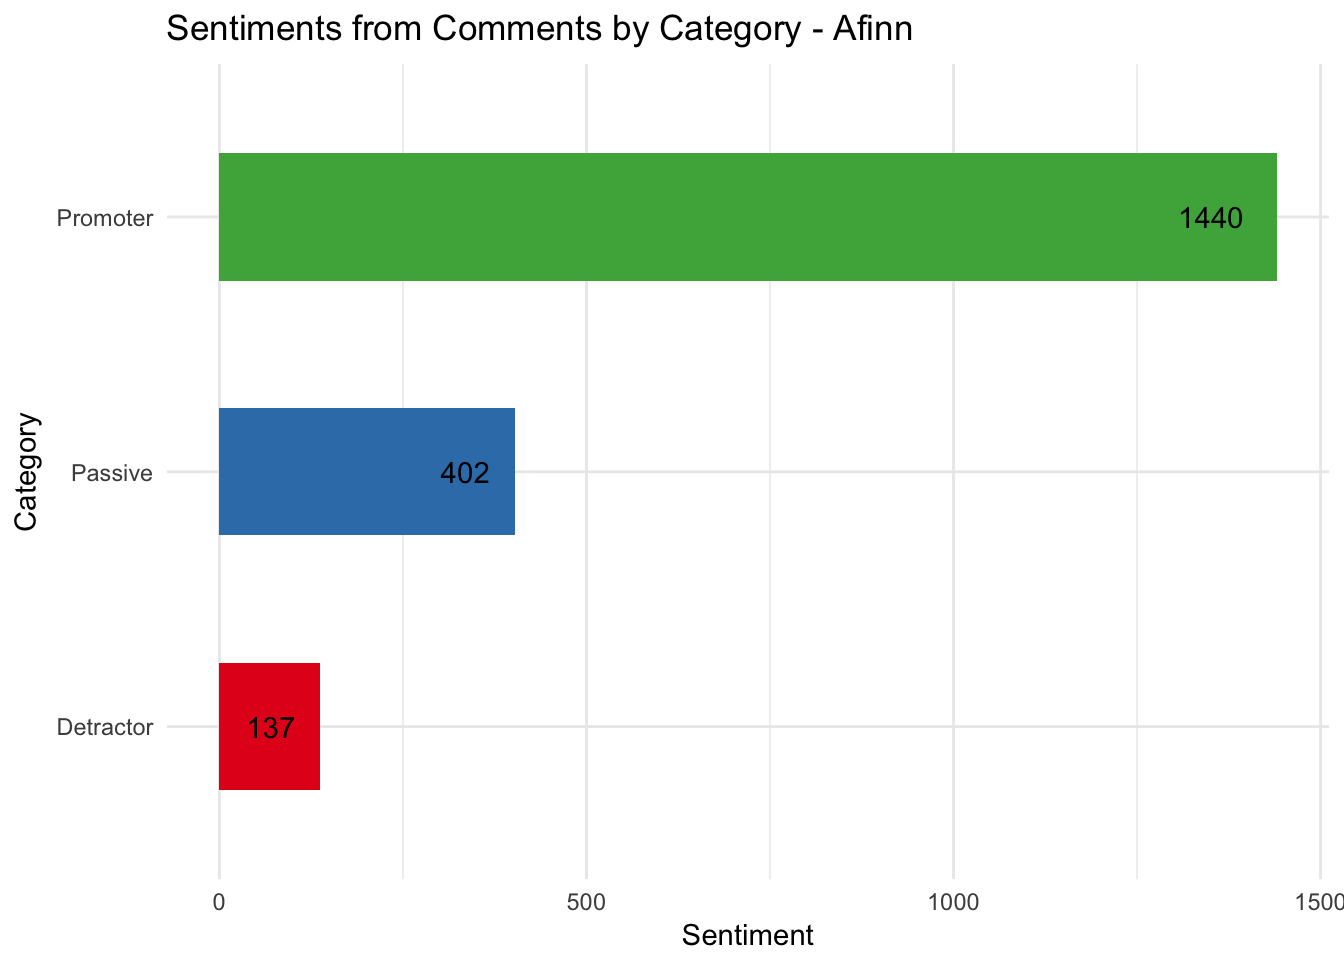 Sentiments from Comments by Category - Afinn
Promoter
1440
Category
Passive
402
Detractor
137
0 500 1000 1500
Sentiment